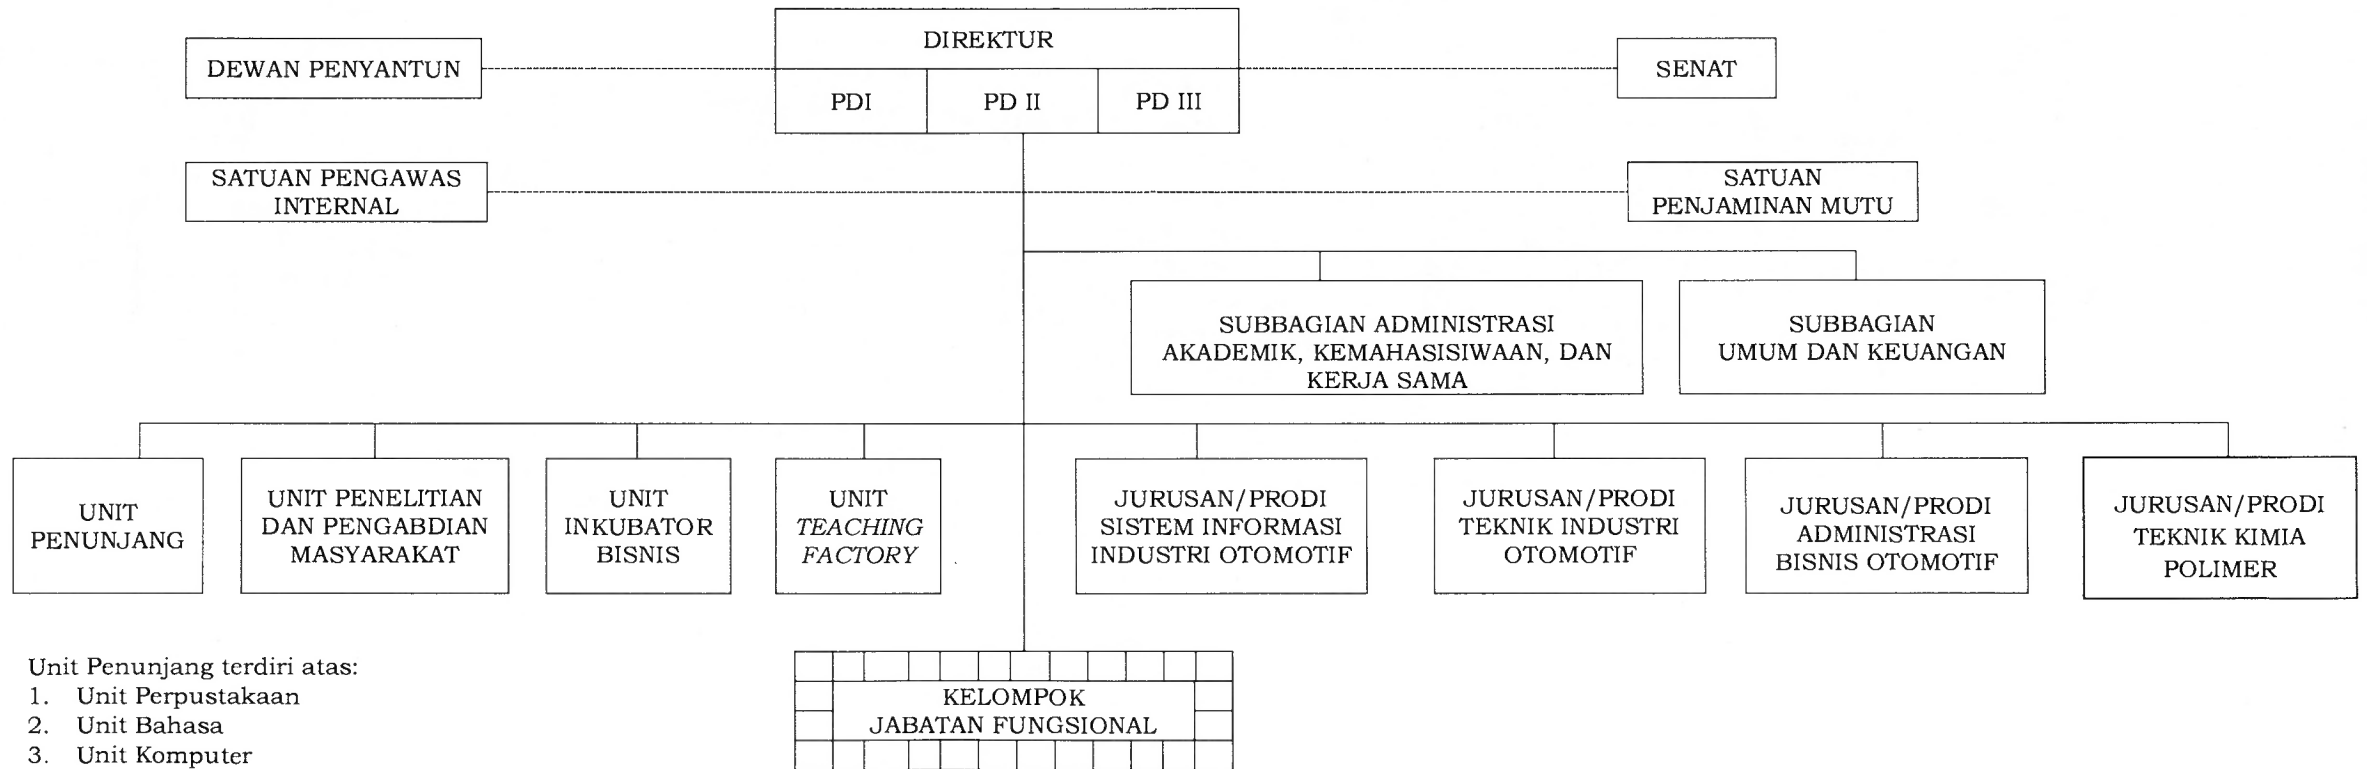 DIREKTUR
DEWAN PENYANTUN
SENAT
PDI
PD II
PD III
SATUAN PENGAWAS
INTERNAL
SATUAN
PENJAMINAN MUTU
SUBBAGIAN ADMINISTRASI
AKADEMIK, KEMAHASISIWAAN, DAN
KERJA SAMA
SUBBAGIAN
UMUM DAN KEUANGAN
UNIT
PENUNJANG
UNIT PENELITIAN
DAN PENGABDIAN
MASYARAKAT
UNIT
INKUBATOR
BISNIS
UNIT
TEACHING
FACTORY
JURUSAN/PRODI
SISTEM INFORMASI
INDUSTRI OTOMOTIF
JURUSAN/PRODI
TEKNIK INDUSTRI
OTOMOTIF
JURUSAN/PRODI
ADMINISTRASI
BISNIS OTOMOTIF
JURUSAN/PRODI
TEKNIK KIMIA
POLIMER
Unit Penunjang terdiri atas:
1. Unit Perpustakaan
2. Unit Bahasa
3. Unit Komputer
KELOMPOK
JABATAN FUNGSIONAL